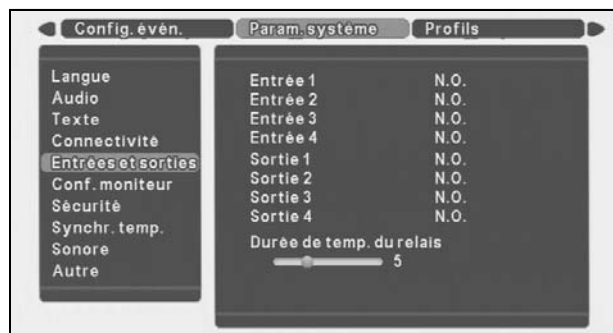 Config. évén. Param. système Profils
Langue
Audio
Texte
Connectivité
Entrées et sorties
Conf. moniteur
Sécurité
Synchr. temp.
Sonore
Autre
Entrée 1 N.O.
Entrée 2 N.O.
Entrée 3 N.O.
Entrée 4 N.O.
Sortie 1 N.O.
Sortie 2 N.O.
Sortie 3 N.O.
Sortie 4 N.O.
Durée de temp. du relais
5